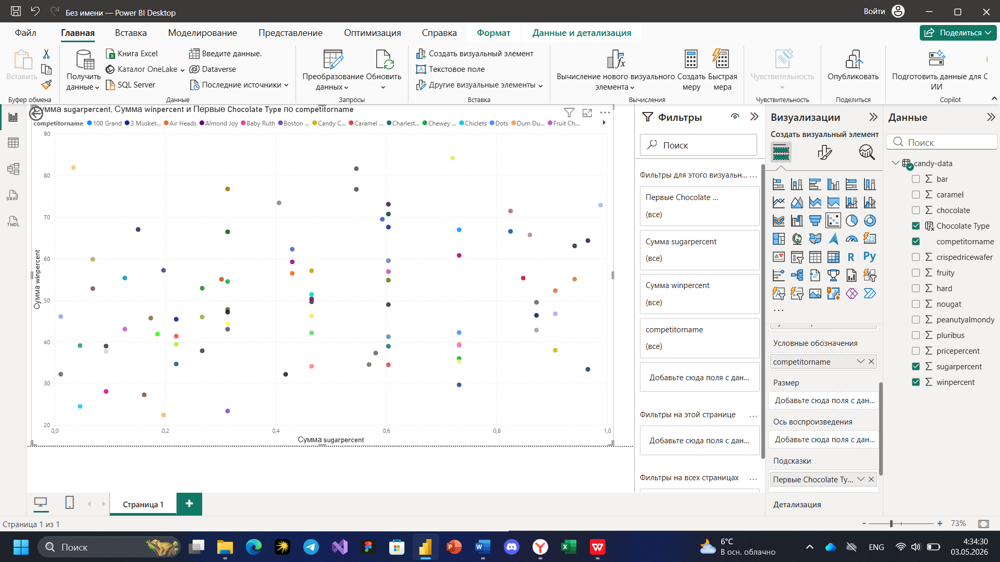 Без имени — Power BI Desktop
Войти
Файл
Главная
Вставка
Моделирование
Представление
Оптимизация
Справка
Формат
Данные и детализация
Поделиться
Вставить
Буфер обмена
Получить данные
Книга Excel
Каталог OneLake
SQL Server
Введите данные.
Dataverse
Последние источники
Данные
Преобразование данных
Обновить
Запросы
Создать визуальный элемент
Текстовое поле
Другие визуальные элементы
Вставка
Вычисление нового визуального элемента
Создать меру
Быстрая мера
Вычисления
Чувствительность
Чувствительность
Опубликовать
Поделиться
Подготовить данные для С
ИИ
Copilot
Сумма sugarpercent, Сумма winpercent и Первые Chocolate Type по competitorname
competitorname 100 Grand 3 Musket... Air Heads Almond Joy Baby Ruth Boston ... Candy C... Caramel ... Charlest... Chewey ... Chiclets Dots Dum Du... Fruit Ch...
90
80
70
60
50
40
30
20
Сумма winpercent
0,0 0,2 0,4 0,6 0,8 1,0
Сумма sugarpercent
DAX
TMDL
Фильтры
Поиск
Фильтры для этого визуальн... ...
Первые Chocolate ...
(все)
Сумма sugarpercent
(все)
Сумма winpercent
(все)
competitorname
(все)
Добавьте сюда поля с дан...
Фильтры на этой странице ...
Добавьте сюда поля с дан...
Фильтры на всех страницах ...
Визуализации
Создать визуальный элемент
123
R
Py
...
Условные обозначения
competitorname
Размер
Добавьте сюда поля с дан...
Ось воспроизведения
Добавьте сюда поля с дан...
Подсказки
Первые Chocolate Ty...
Детализация
Данные
Поиск
candy-data
bar
caramel
chocolate
Chocolate Type
competitorname
crispedricewafer
fruity
hard
nougat
peanutyalmondy
pluribus
pricepercent
sugarpercent
winpercent
Страница 1
Страница 1 из 1
- + 73%
Поиск
6°C
В осн. облачно
ENG
4:34:30
03.05.2026